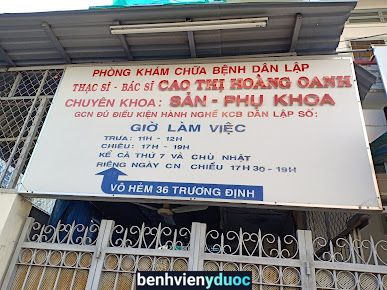 PHÒNG KHÁM CHỮA BỆNH DÂN LẬP
THẠC SĨ - BÁC SĨ CAO THỊ HOÀNG OANH
CHUYÊN KHOA: SẢN - PHỤ KHOA
GCN ĐỦ ĐIỀU KIỆN HÀNH NGHỀ KCB DÂN LẬP SỐ:
GIỜ LÀM VIỆC
TRƯA: 11H - 12H
CHIỀU: 17H - 19H
KỂ CẢ THỨ 7 VÀ CHỦ NHẬT
RIÊNG NGÀY CN CHIỀU 17H30 - 19H
VÔ HẺM 36 TRƯƠNG ĐỊNH
benhvienyduoc